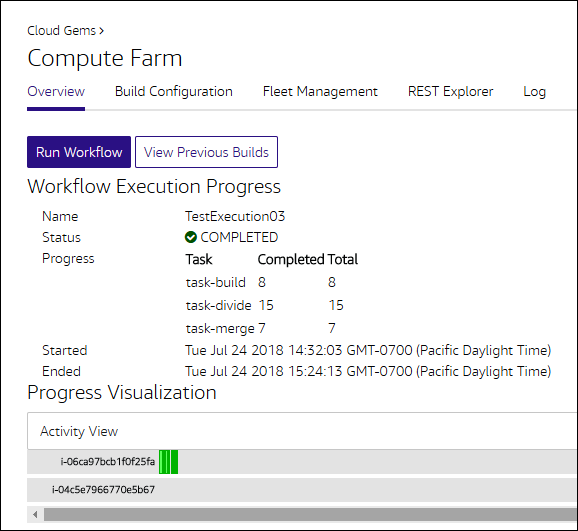 Cloud Gems >
Compute Farm
Overview Build Configuration Fleet Management REST Explorer Log
Run Workflow View Previous Builds
Workflow Execution Progress
Name TestExecution03
Status COMPLETED
Progress Task Completed Total
task-build 8 8
task-divide 15 15
task-merge 7 7
Started Tue Jul 24 2018 14:32:03 GMT-0700 (Pacific Daylight Time)
Ended Tue Jul 24 2018 15:24:13 GMT-0700 (Pacific Daylight Time)
Progress Visualization
Activity View
i-06ca97bcb1f0f25fa
i-04c5e7966770e5b67